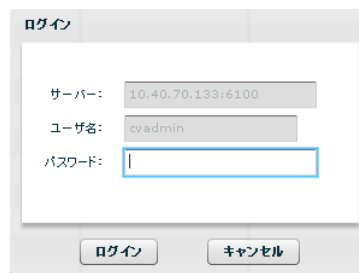 ログイン
サーバー: 10.40.70.133:6100
ユーザ名: cvadmin
パスワード:
ログイン キャンセル